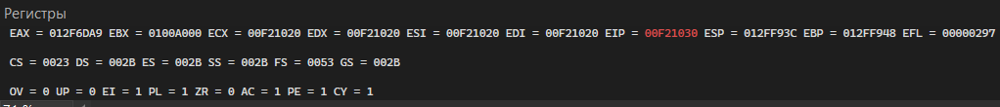 Регистры
EAX = 012F6DA9 EBX = 0100A000 ECX = 00F21020 EDX = 00F21020 ESI = 00F21020 EDI = 00F21020 EIP = 00F21030 ESP = 012FF93C EBP = 012FF948 EFL = 00000297
CS = 0023 DS = 002B ES = 002B SS = 002B FS = 0053 GS = 002B
OV = 0 UP = 0 EI = 1 PL = 1 ZR = 0 AC = 1 PE = 1 CY = 1